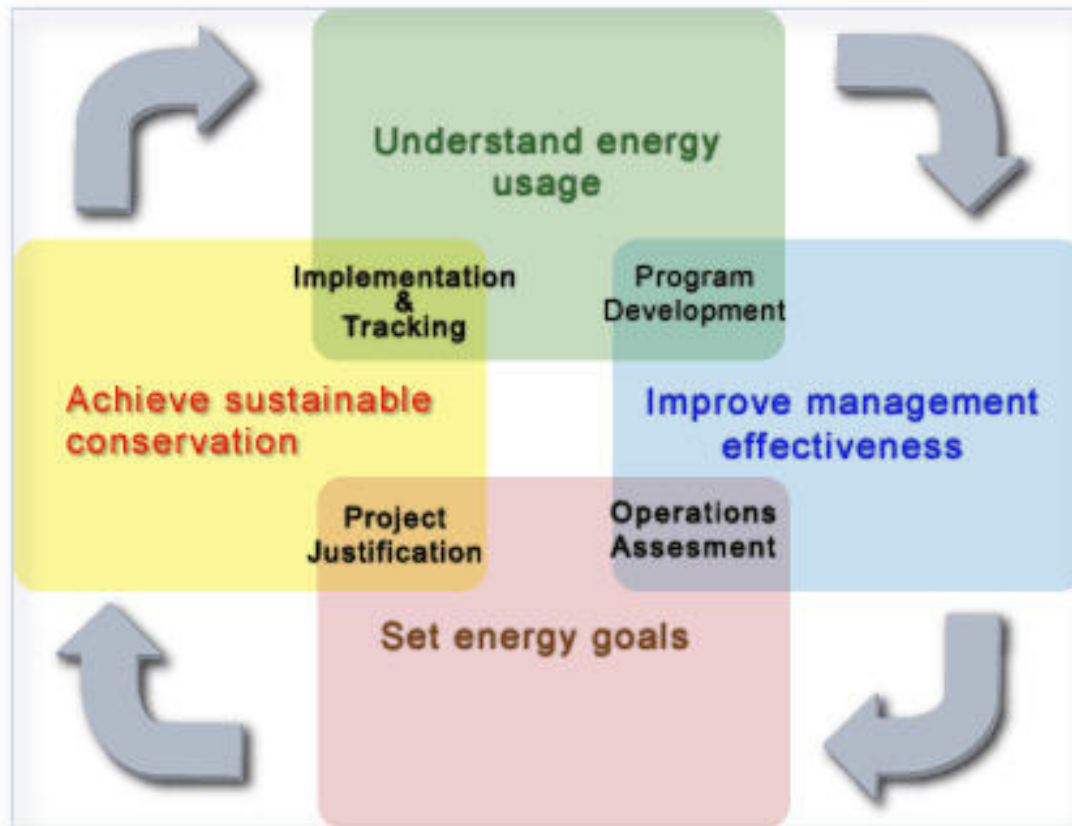 Understand energy
usage
Implementation
&
Tracking
Program
Development
Achieve sustainable
conservation
Improve management
effectiveness
Project
Justification
Operations
Assesment
Set energy goals